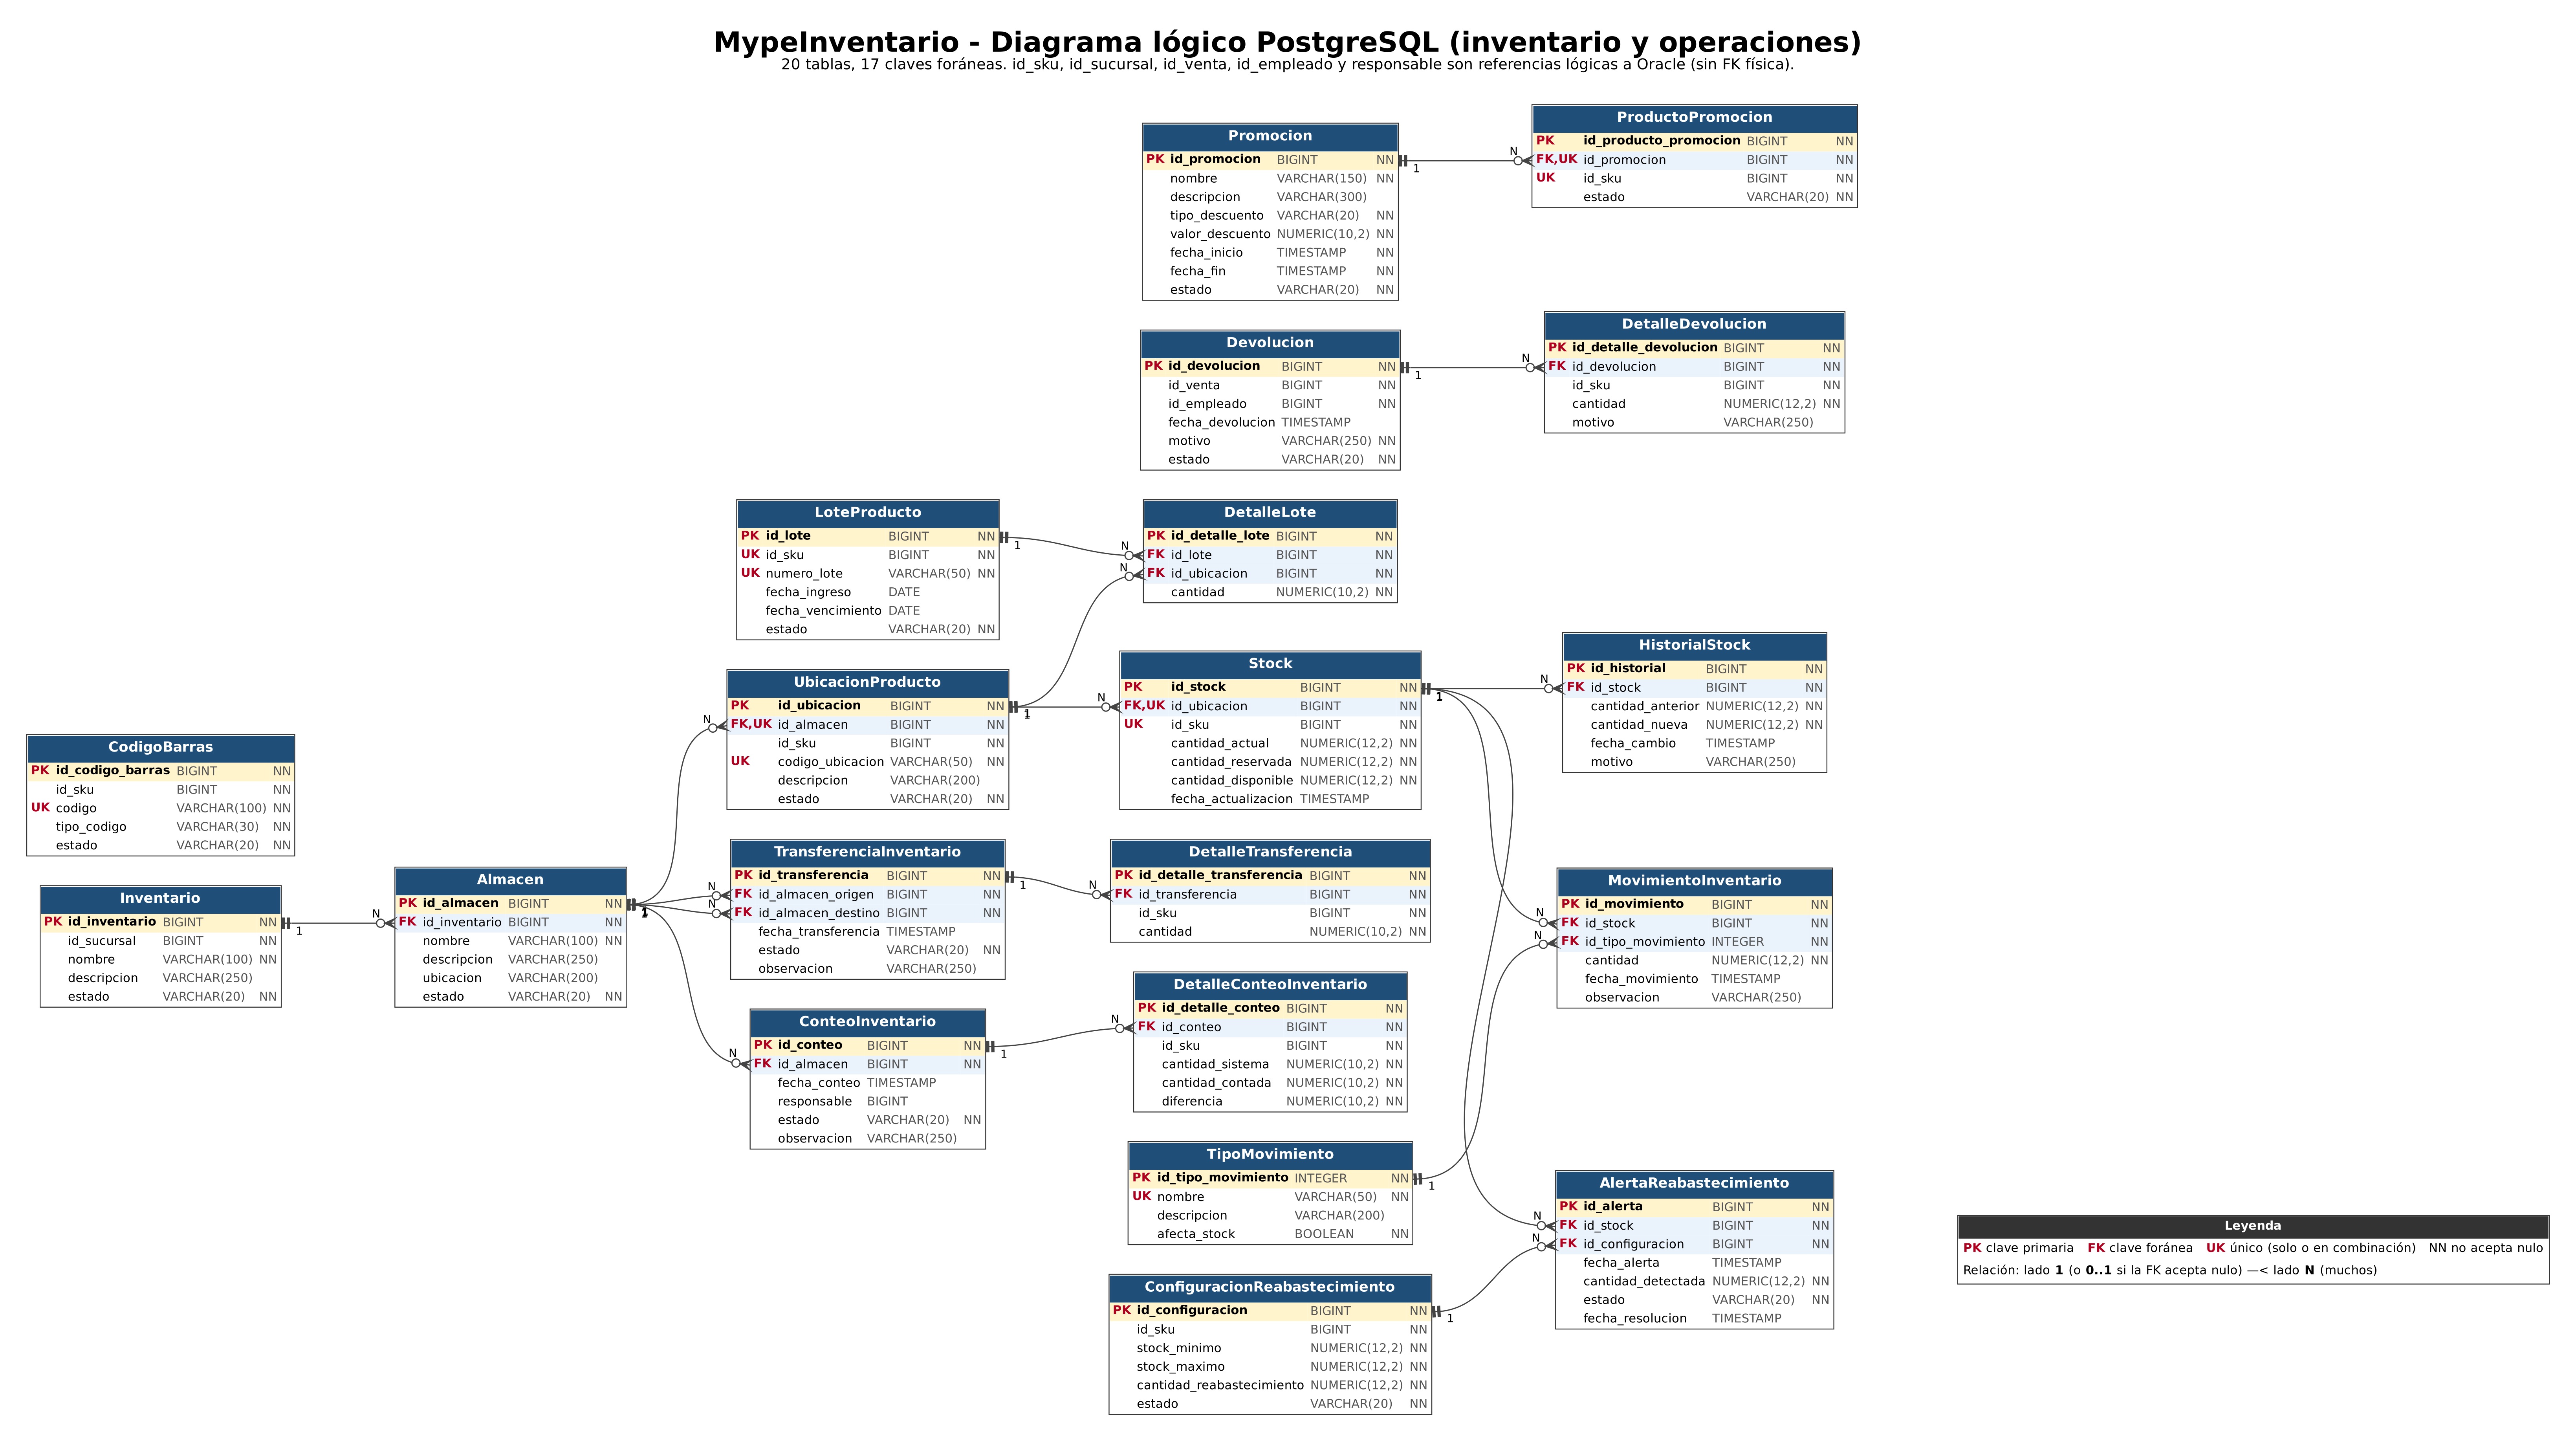 MypeInventario - Diagrama lógico PostgreSQL (inventario y operaciones)
20 tablas, 17 claves foráneas. id_sku, id_sucursal, id_venta, id_empleado y responsable son referencias lógicas a Oracle (sin FK física).
Promocion
PK id_promocion BIGINT NN
nombre VARCHAR(150) NN
descripcion VARCHAR(300)
tipo_descuento VARCHAR(20) NN
valor_descuento NUMERIC(10,2) NN
fecha_inicio TIMESTAMP NN
fecha_fin TIMESTAMP NN
estado VARCHAR(20) NN
1
N
ProductoPromocion
PK id_producto_promocion BIGINT NN
FK,UK id_promocion BIGINT NN
UK id_sku BIGINT NN
estado VARCHAR(20) NN
Devolucion
PK id_devolucion BIGINT NN
id_venta BIGINT NN
id_empleado BIGINT NN
fecha_devolucion TIMESTAMP
motivo VARCHAR(250) NN
estado VARCHAR(20) NN
1
N
DetalleDevolucion
PK id_detalle_devolucion BIGINT NN
FK id_devolucion BIGINT NN
id_sku BIGINT NN
cantidad NUMERIC(12,2) NN
motivo VARCHAR(250)
LoteProducto
PK id_lote BIGINT NN
UK id_sku BIGINT NN
UK numero_lote VARCHAR(50) NN
fecha_ingreso DATE
fecha_vencimiento DATE
estado VARCHAR(20) NN
1
N
N
DetalleLote
PK id_detalle_lote BIGINT NN
FK id_lote BIGINT NN
FK id_ubicacion BIGINT NN
cantidad NUMERIC(10,2) NN
N
UbicacionProducto
PK id_ubicacion BIGINT NN
FK,UK id_almacen BIGINT NN
id_sku BIGINT NN
UK codigo_ubicacion VARCHAR(50) NN
descripcion VARCHAR(200)
estado VARCHAR(20) NN
1
N
Stock
PK id_stock BIGINT NN
FK,UK id_ubicacion BIGINT NN
UK id_sku BIGINT NN
cantidad_actual NUMERIC(12,2) NN
cantidad_reservada NUMERIC(12,2) NN
cantidad_disponible NUMERIC(12,2) NN
fecha_actualizacion TIMESTAMP
1
N
HistorialStock
PK id_historial BIGINT NN
FK id_stock BIGINT NN
cantidad_anterior NUMERIC(12,2) NN
cantidad_nueva NUMERIC(12,2) NN
fecha_cambio TIMESTAMP
motivo VARCHAR(250)
CodigoBarras
PK id_codigo_barras BIGINT NN
id_sku BIGINT NN
UK codigo VARCHAR(100) NN
tipo_codigo VARCHAR(30) NN
estado VARCHAR(20) NN
Inventario
PK id_inventario BIGINT NN
id_sucursal BIGINT NN
nombre VARCHAR(100) NN
descripcion VARCHAR(250)
estado VARCHAR(20) NN
1
N
Almacen
PK id_almacen BIGINT NN
FK id_inventario BIGINT NN
nombre VARCHAR(100) NN
descripcion VARCHAR(250)
ubicacion VARCHAR(200)
estado VARCHAR(20) NN
1
N
N
TransferenciaInventario
PK id_transferencia BIGINT NN
FK id_almacen_origen BIGINT NN
FK id_almacen_destino BIGINT NN
fecha_transferencia TIMESTAMP
estado VARCHAR(20) NN
observacion VARCHAR(250)
1
N
DetalleTransferencia
PK id_detalle_transferencia BIGINT NN
FK id_transferencia BIGINT NN
id_sku BIGINT NN
cantidad NUMERIC(10,2) NN
N
N
MovimientoInventario
PK id_movimiento BIGINT NN
FK id_stock BIGINT NN
FK id_tipo_movimiento INTEGER NN
cantidad NUMERIC(12,2) NN
fecha_movimiento TIMESTAMP
observacion VARCHAR(250)
N
ConteoInventario
PK id_conteo BIGINT NN
FK id_almacen BIGINT NN
fecha_conteo TIMESTAMP
responsable BIGINT
estado VARCHAR(20) NN
observacion VARCHAR(250)
1
N
DetalleConteoInventario
PK id_detalle_conteo BIGINT NN
FK id_conteo BIGINT NN
id_sku BIGINT NN
cantidad_sistema NUMERIC(10,2) NN
cantidad_contada NUMERIC(10,2) NN
diferencia NUMERIC(10,2) NN
TipoMovimiento
PK id_tipo_movimiento INTEGER NN
UK nombre VARCHAR(50) NN
descripcion VARCHAR(200)
afecta_stock BOOLEAN NN
1
N
N
AlertaReabastecimiento
PK id_alerta BIGINT NN
FK id_stock BIGINT NN
FK id_configuracion BIGINT NN
fecha_alerta TIMESTAMP
cantidad_detectada NUMERIC(12,2) NN
estado VARCHAR(20) NN
fecha_resolucion TIMESTAMP
ConfiguracionReabastecimiento
PK id_configuracion BIGINT NN
id_sku BIGINT NN
stock_minimo NUMERIC(12,2) NN
stock_maximo NUMERIC(12,2) NN
cantidad_reabastecimiento NUMERIC(12,2) NN
estado VARCHAR(20) NN
1
Leyenda
PK clave primaria FK clave foránea UK único (solo o en combinación) NN no acepta nulo
Relación: lado 1 (o 0..1 si la FK acepta nulo) —< lado N (muchos)